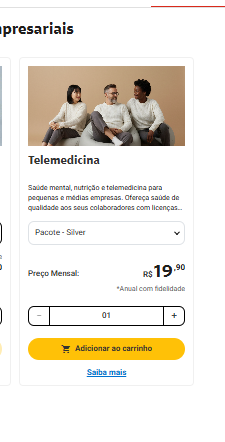 mpresariais
Telemedicina
Saúde mental, nutrição e telemedicina para
pequenas e médias empresas. Ofereça saúde de
qualidade aos seus colaboradores com licenças...
Pacote - Silver
Preço Mensal:
R$19,90
*Anual com fidelidade
- 01 +
Adicionar ao carrinho
Saiba mais